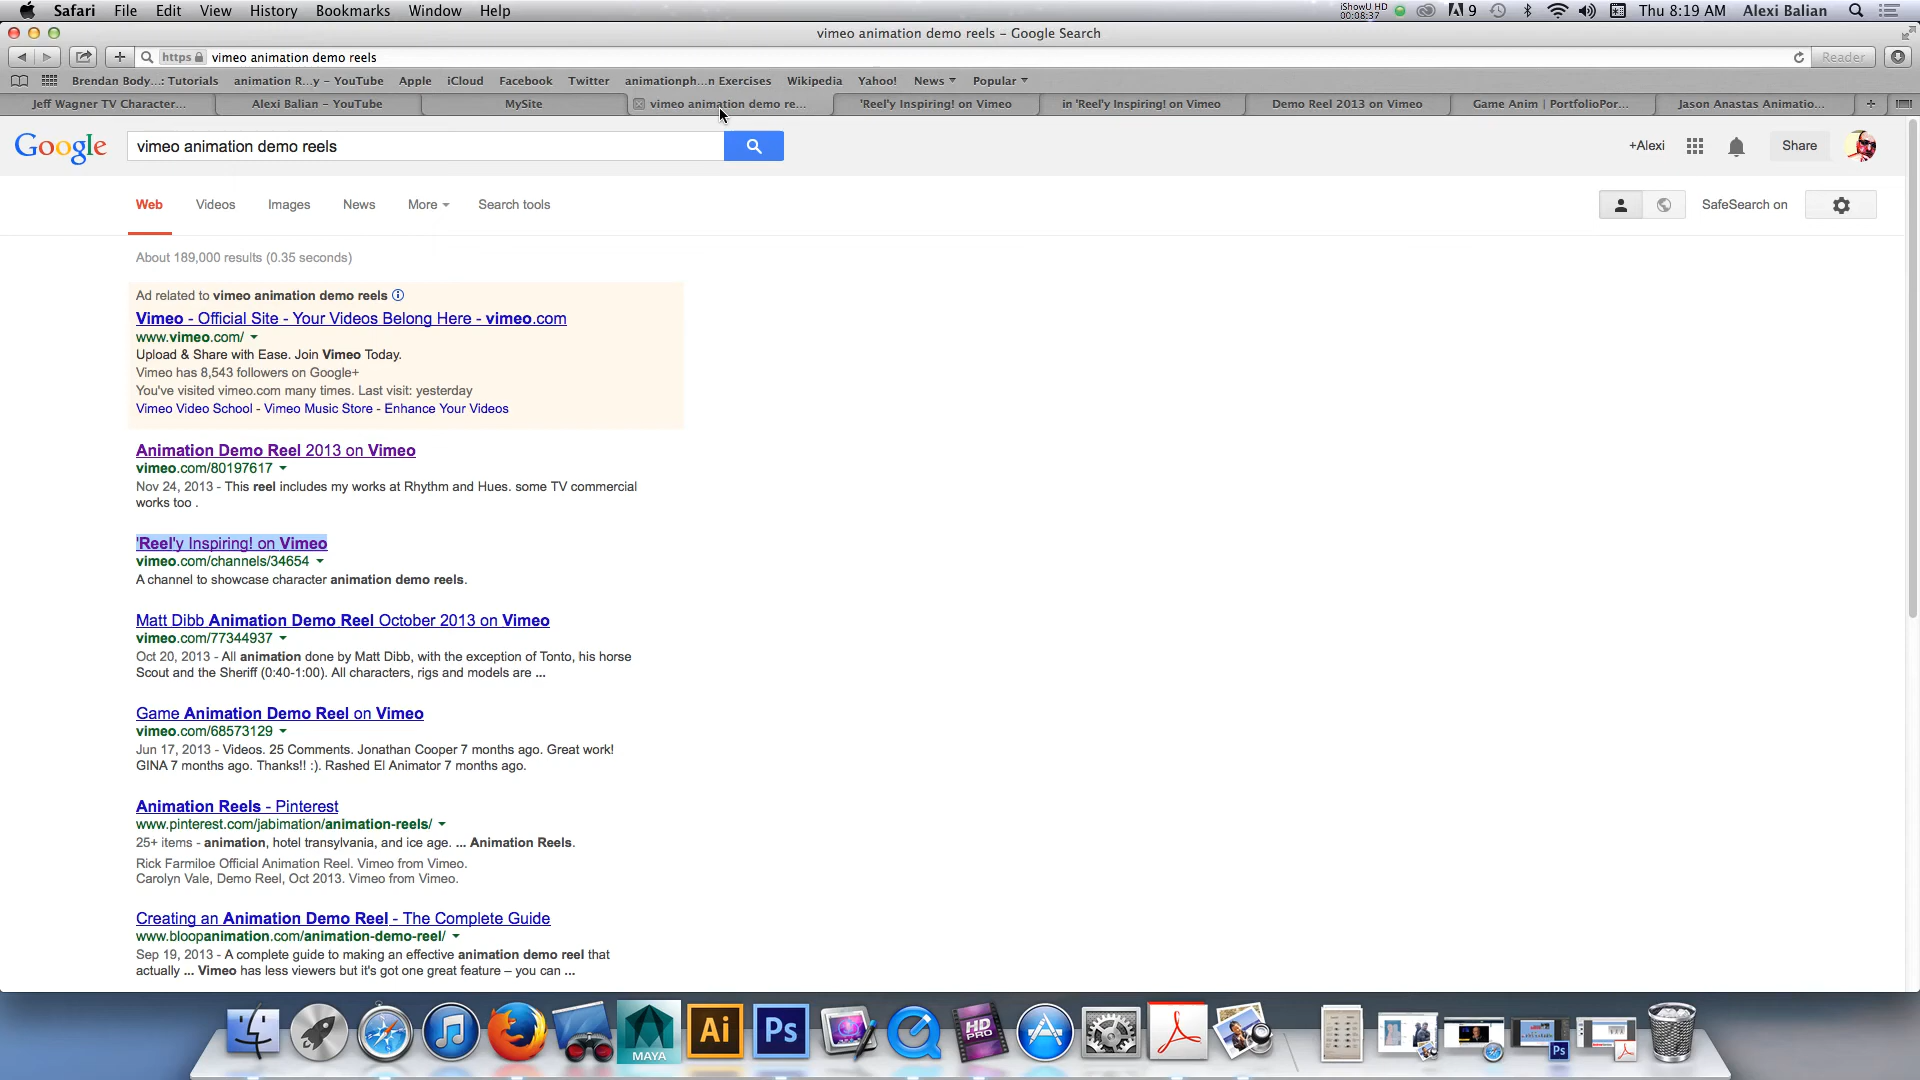 Safari File Edit View History Bookmarks Window Help
iShowU HD 00:08:37 9 Thu 8:19 AM Alexi Balian
vimeo animation demo reels – Google Search
https vimeo animation demo reels Reader
Brendan Body...: Tutorials animation R...y – YouTube Apple iCloud Facebook Twitter animationph...n Exercises Wikipedia Yahoo! News Popular
Jeff Wagner TV Character... Alexi Balian – YouTube MySite vimeo animation demo re... 'Reel'y Inspiring! on Vimeo in 'Reel'y Inspiring! on Vimeo Demo Reel 2013 on Vimeo Game Anim | PortfolioPor... Jason Anastas Animatio...
Google vimeo animation demo reels +Alexi Share
Web Videos Images News More Search tools SafeSearch on
About 189,000 results (0.35 seconds)
Ad related to vimeo animation demo reels
Vimeo - Official Site - Your Videos Belong Here - vimeo.com
www.vimeo.com/
Upload & Share with Ease. Join Vimeo Today.
Vimeo has 8,543 followers on Google+
You've visited vimeo.com many times. Last visit: yesterday
Vimeo Video School - Vimeo Music Store - Enhance Your Videos
Animation Demo Reel 2013 on Vimeo
vimeo.com/80197617
Nov 24, 2013 - This reel includes my works at Rhythm and Hues. some TV commercial
works too .
'Reel'y Inspiring! on Vimeo
vimeo.com/channels/34654
A channel to showcase character animation demo reels.
Matt Dibb Animation Demo Reel October 2013 on Vimeo
vimeo.com/77344937
Oct 20, 2013 - All animation done by Matt Dibb, with the exception of Tonto, his horse
Scout and the Sheriff (0:40-1:00). All characters, rigs and models are ...
Game Animation Demo Reel on Vimeo
vimeo.com/68573129
Jun 17, 2013 - Videos. 25 Comments. Jonathan Cooper 7 months ago. Great work!
GINA 7 months ago. Thanks!! :). Rashed El Animator 7 months ago.
Animation Reels - Pinterest
www.pinterest.com/jabimation/animation-reels/
25+ items - animation, hotel transylvania, and ice age. ... Animation Reels.
Rick Farmiloe Official Animation Reel. Vimeo from Vimeo.
Carolyn Vale, Demo Reel, Oct 2013. Vimeo from Vimeo.
Creating an Animation Demo Reel - The Complete Guide
www.bloopanimation.com/animation-demo-reel/
Sep 19, 2013 - A complete guide to making an effective animation demo reel that
actually ... Vimeo has less viewers but it's got one great feature – you can ...
MAYA Ai Ps HD PRO Ps